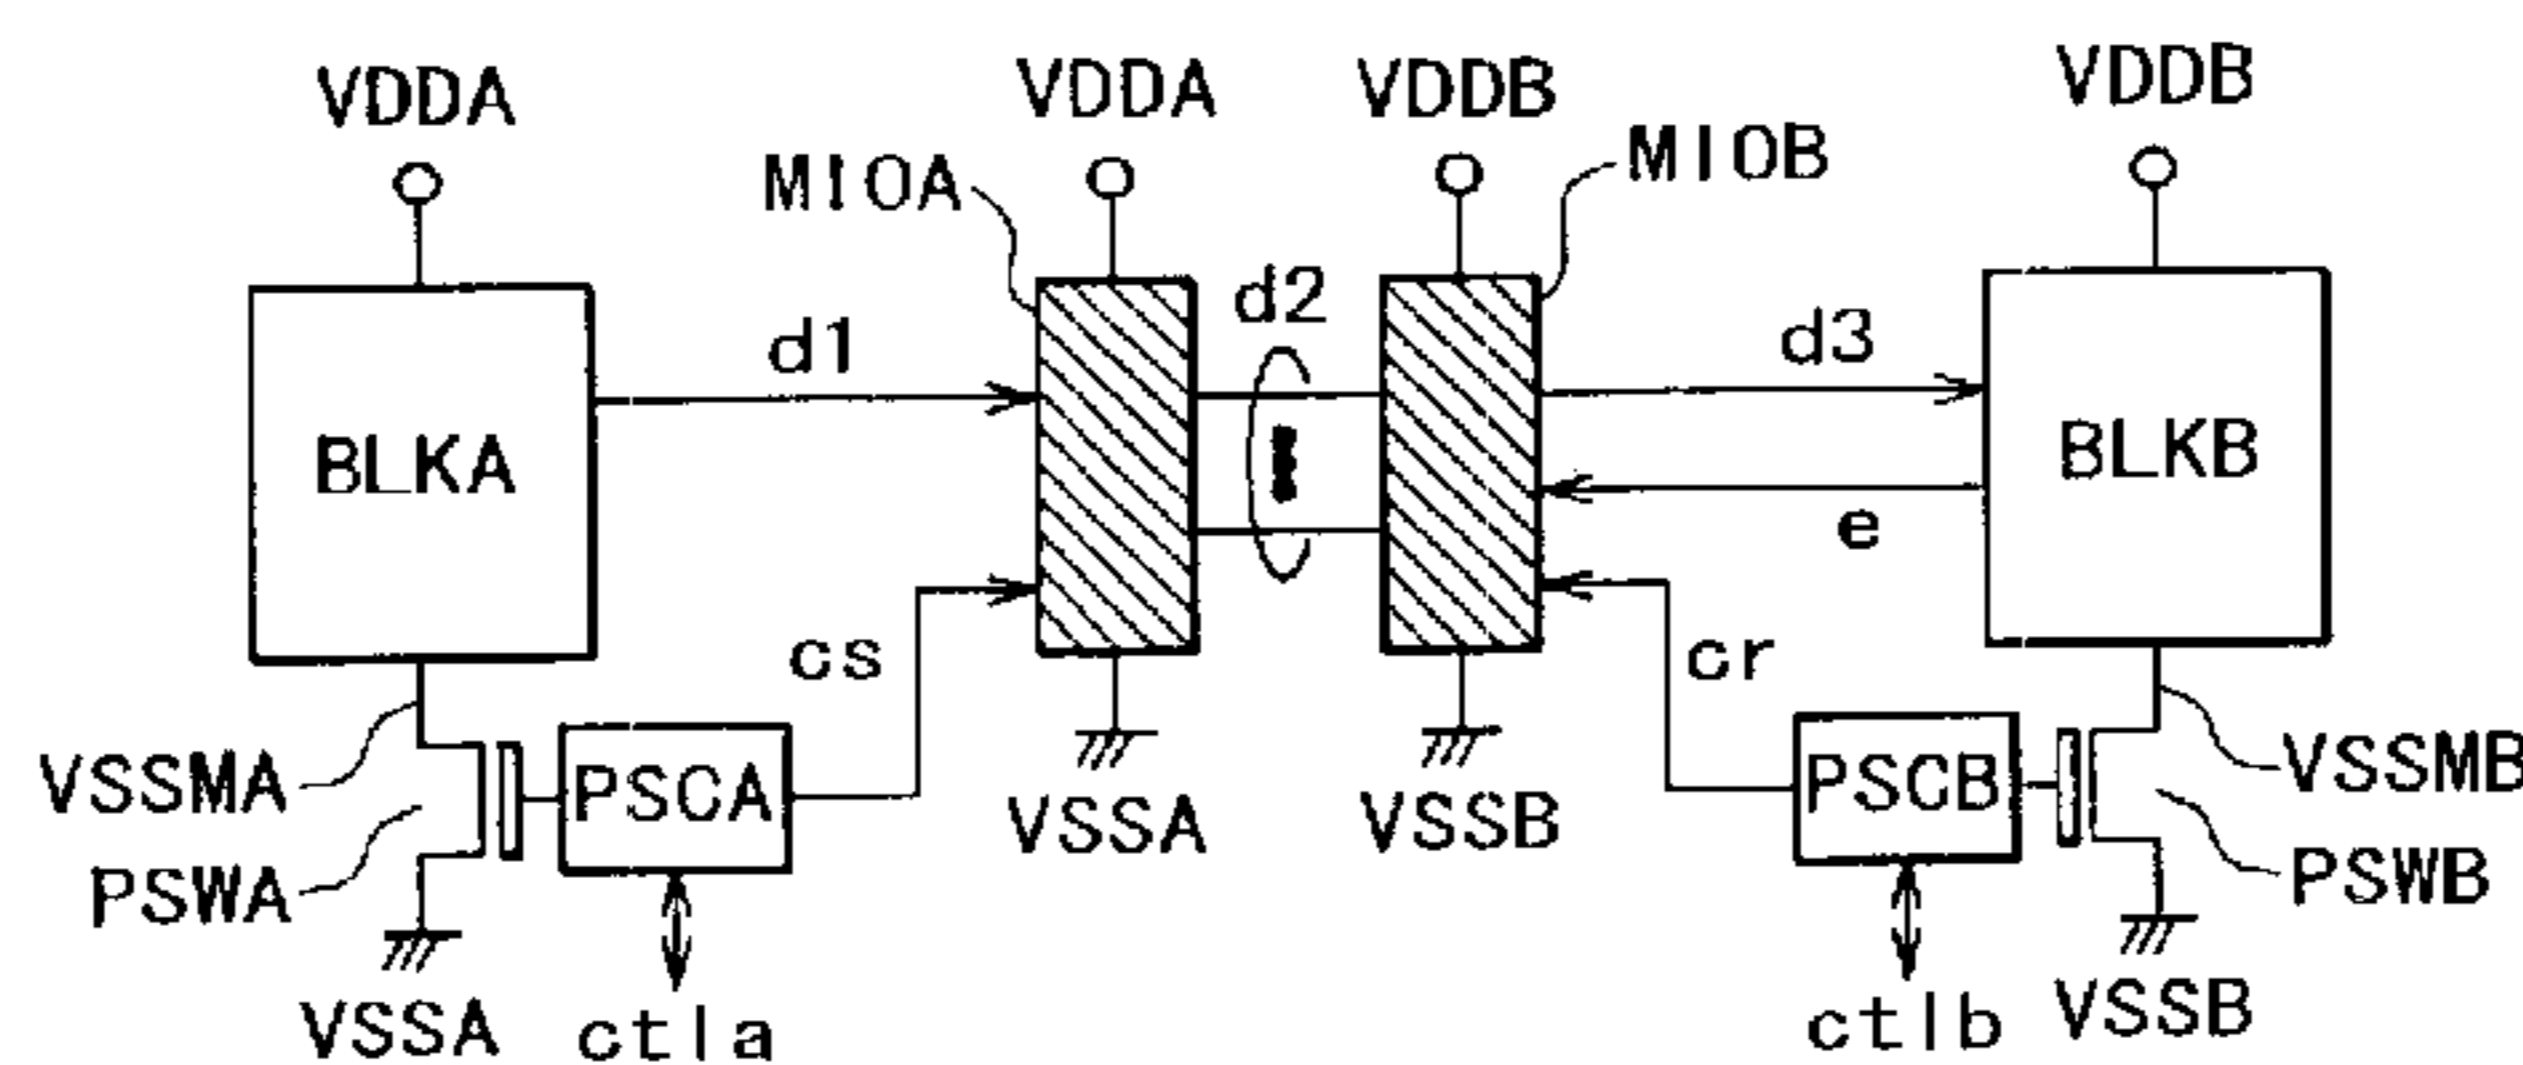 VDDA VDDA VDDB VDDB
MIOA MIOB
d1 d2 d3
BLKA BLKB
e
cs cr
VSSMA PSCA VSSA VSSB PSCB VSSMB
PSWA PSWB
VSSA ctla ctlb VSSB